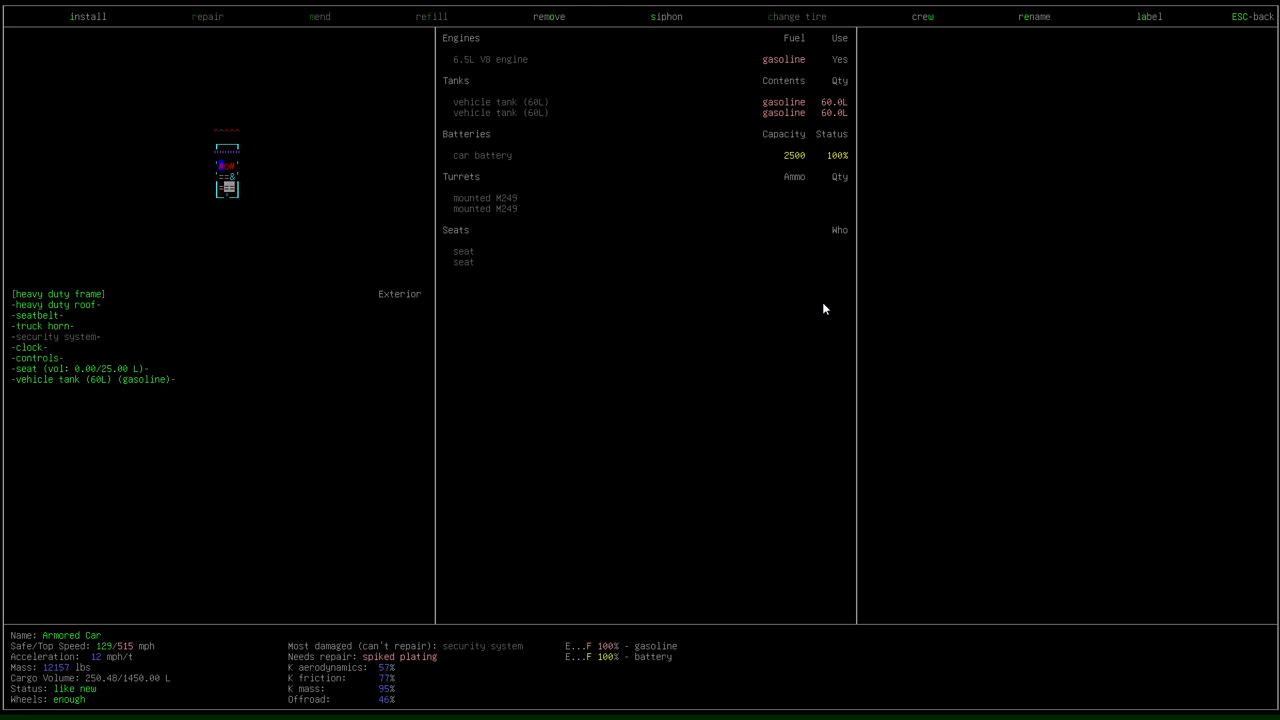 install repair mend refill remove siphon change tire crew rename label ESC-back
Engines Fuel Use
6.5L V8 engine gasoline Yes
Tanks Contents Qty
vehicle tank (60L) gasoline 60.0L
vehicle tank (60L) gasoline 60.0L
Batteries Capacity Status
car battery 2500 100%
Turrets Ammo Qty
mounted M249
mounted M249
Seats Who
seat
seat
[heavy duty frame] Exterior
-heavy duty roof-
-seatbelt-
-truck horn-
-security system-
-clock-
-controls-
-seat (vol: 0.00/25.00 L)-
-vehicle tank (60L) (gasoline)-
Name: Armored Car
Safe/Top Speed: 129/515 mph
Acceleration: 12 mph/t
Mass: 12157 lbs
Cargo Volume: 250.48/1450.00 L
Status: like new
Wheels: enough
Most damaged (can't repair): security system
Needs repair: spiked plating
K aerodynamics: 57%
K friction: 77%
K mass: 95%
Offroad: 46%
E...F 100% - gasoline
E...F 100% - battery